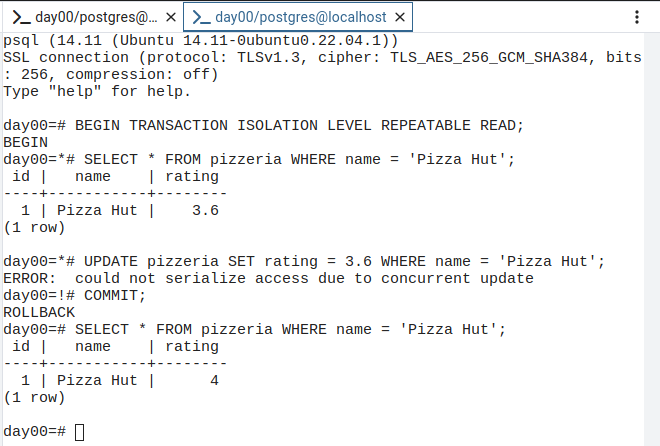 day00/postgres@... × day00/postgres@localhost ×
psql (14.11 (Ubuntu 14.11-0ubuntu0.22.04.1))
SSL connection (protocol: TLSv1.3, cipher: TLS_AES_256_GCM_SHA384, bits
: 256, compression: off)
Type "help" for help.
day00=# BEGIN TRANSACTION ISOLATION LEVEL REPEATABLE READ;
BEGIN
day00=*# SELECT * FROM pizzeria WHERE name = 'Pizza Hut';
 id |   name    | rating
----+-----------+--------
  1 | Pizza Hut |    3.6
(1 row)
day00=*# UPDATE pizzeria SET rating = 3.6 WHERE name = 'Pizza Hut';
ERROR:  could not serialize access due to concurrent update
day00=!# COMMIT;
ROLLBACK
day00=# SELECT * FROM pizzeria WHERE name = 'Pizza Hut';
 id |   name    | rating
----+-----------+--------
  1 | Pizza Hut |      4
(1 row)
day00=#